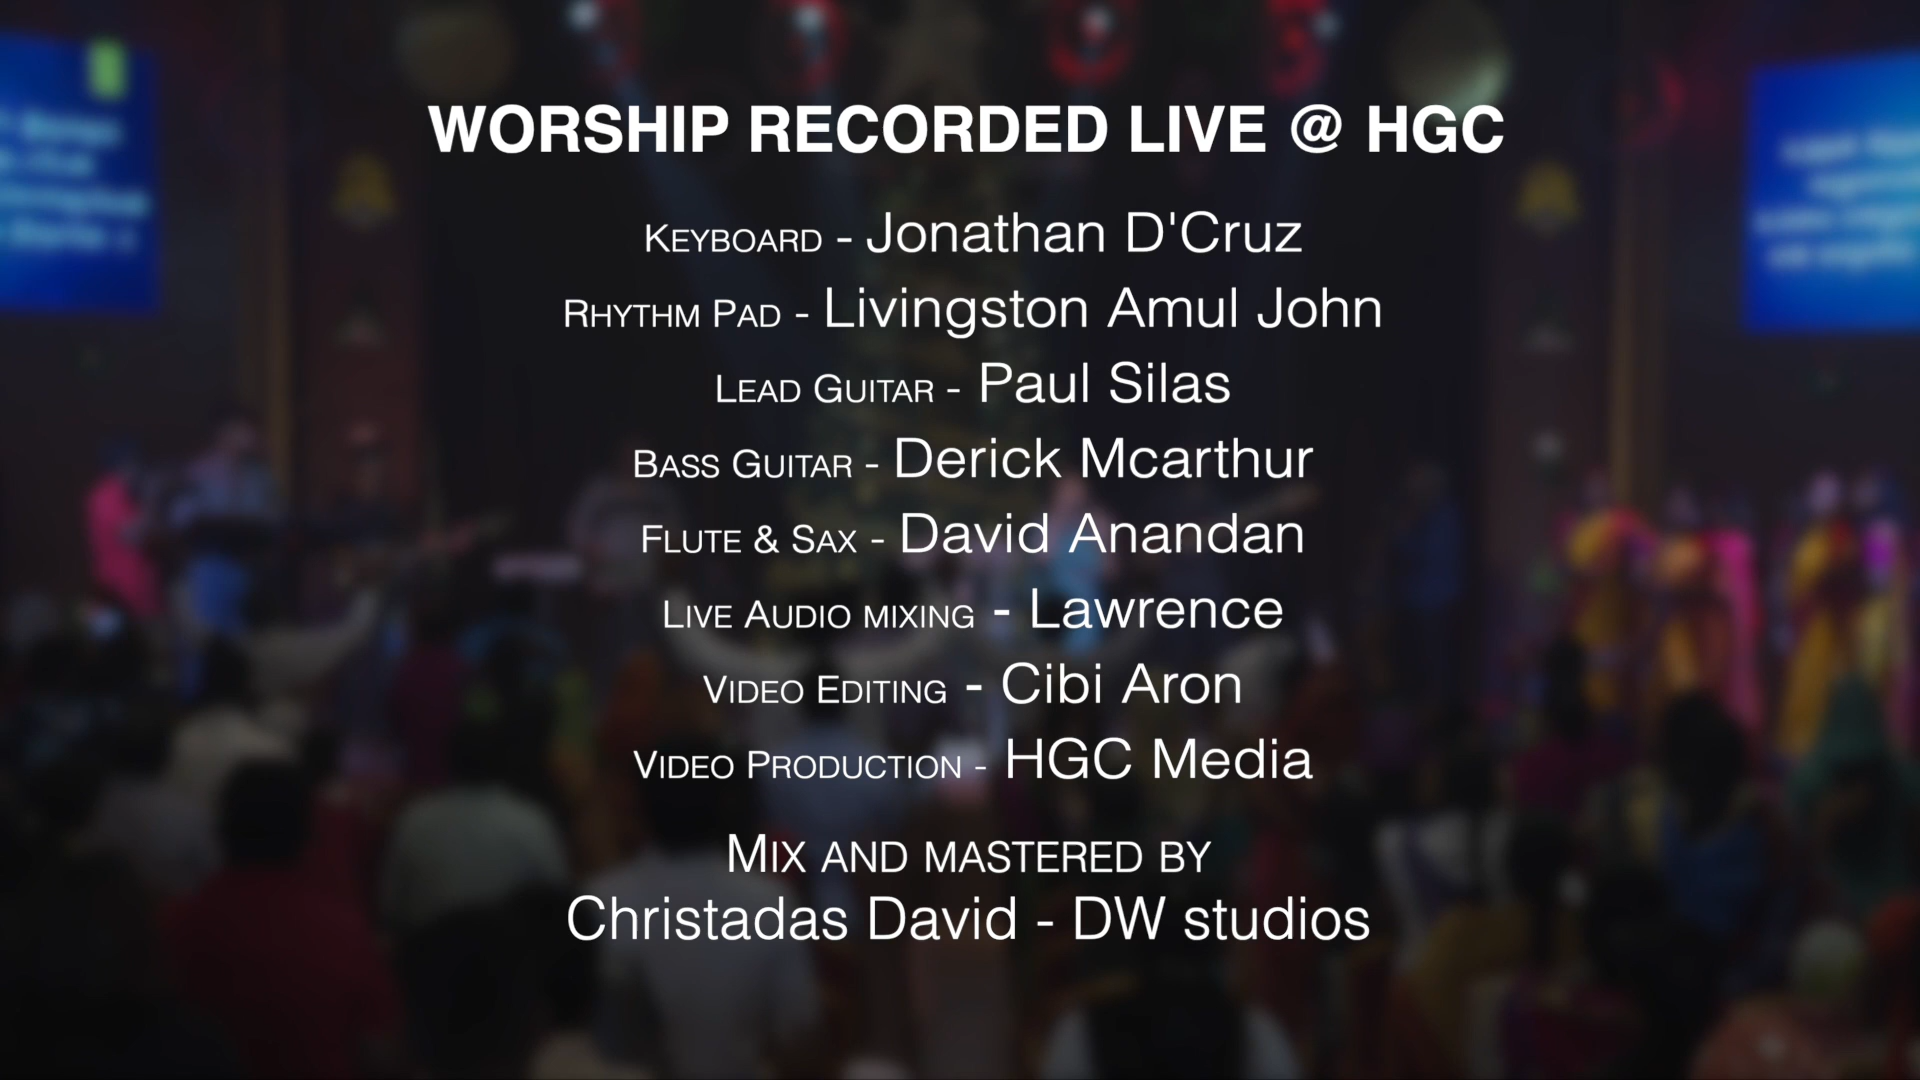 WORSHIP RECORDED LIVE @ HGC
KEYBOARD - Jonathan D'Cruz
RHYTHM PAD - Livingston Amul John
LEAD GUITAR - Paul Silas
BASS GUITAR - Derick Mcarthur
FLUTE & SAX - David Anandan
LIVE AUDIO MIXING - Lawrence
VIDEO EDITING - Cibi Aron
VIDEO PRODUCTION - HGC Media
MIX AND MASTERED BY
Christadas David - DW studios